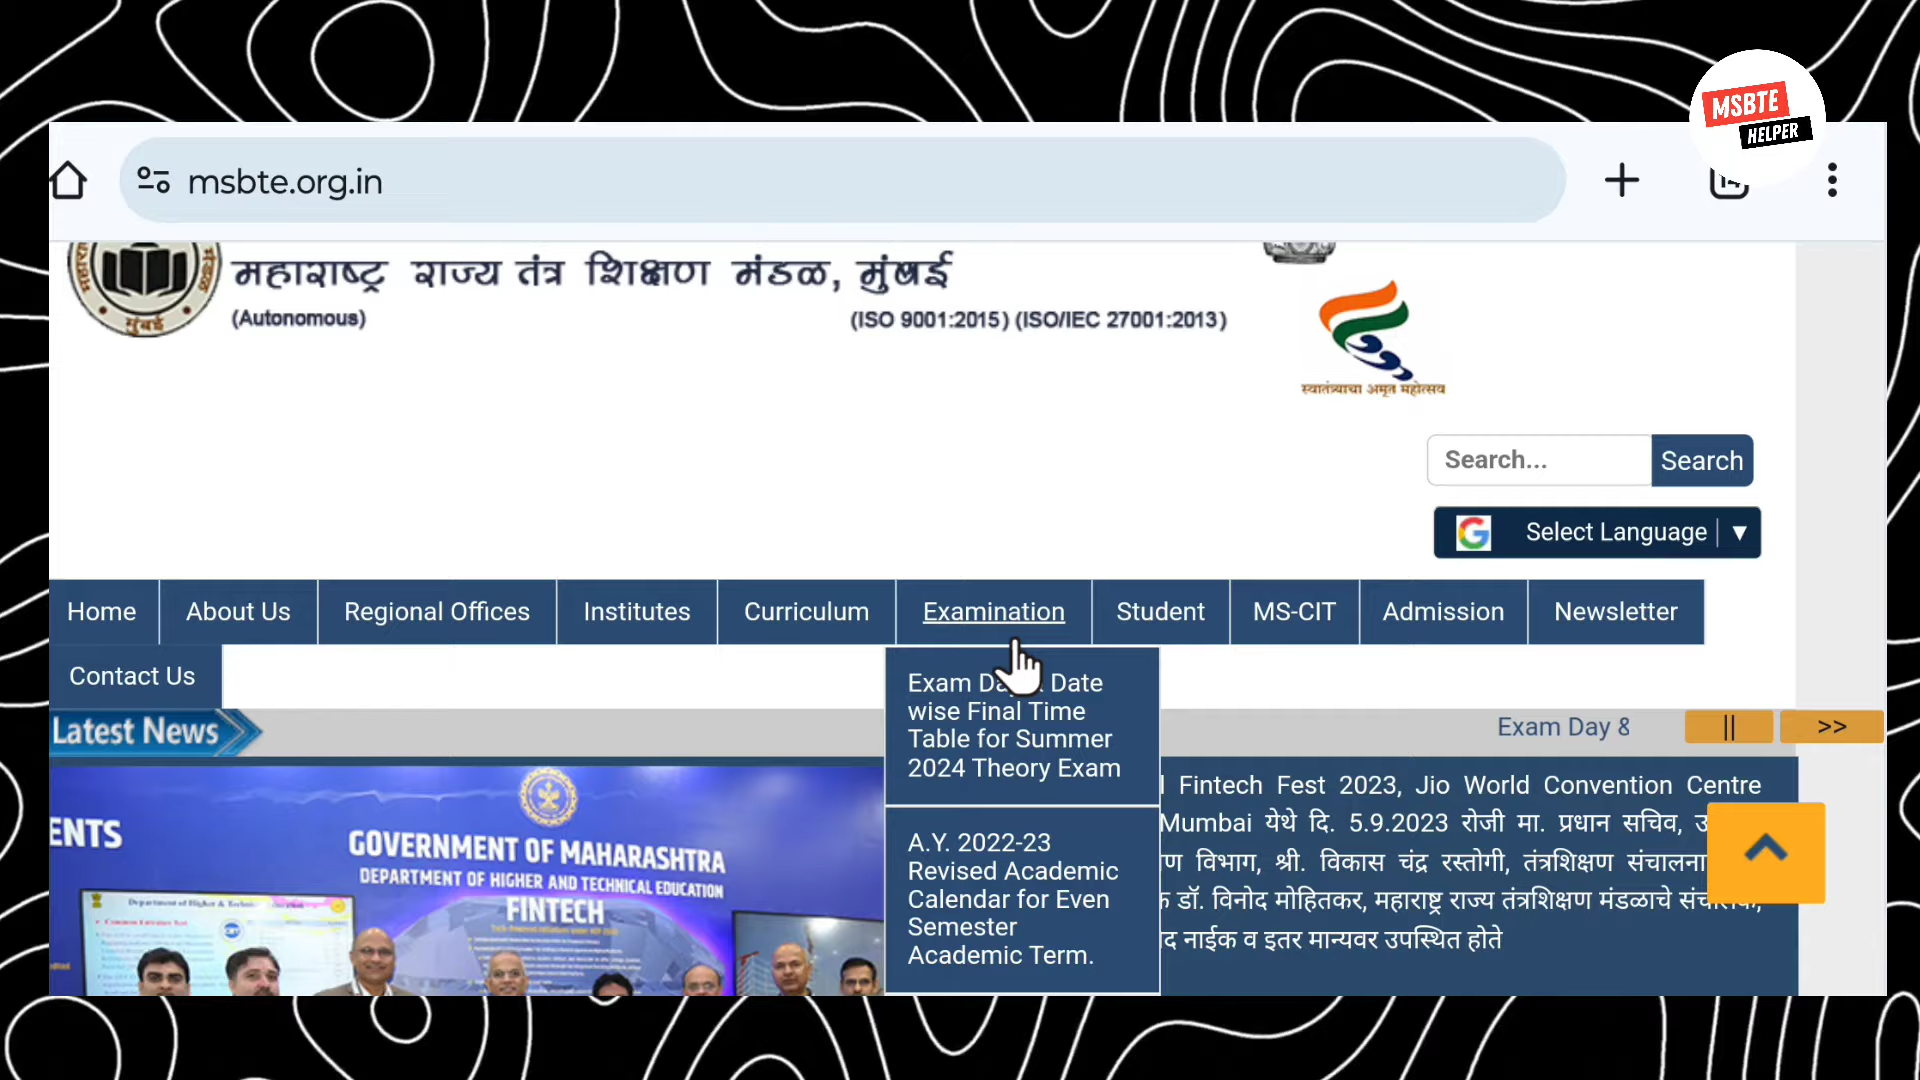 MSBTE
HELPER
msbte.org.in
महाराष्ट्र राज्य तंत्र शिक्षण मंडळ, मुंबई
(Autonomous)
(ISO 9001:2015) (ISO/IEC 27001:2013)
मुंबई
स्वातंत्र्याचा अमृत महोत्सव
Search...
Search
Select Language ▼
Home
About Us
Regional Offices
Institutes
Curriculum
Examination
Student
MS-CIT
Admission
Newsletter
Contact Us
Exam Day Date
wise Final Time
Table for Summer
2024 Theory Exam
A.Y. 2022-23
Revised Academic
Calendar for Even
Semester
Academic Term.
Latest News
Exam Day 8
||
>>
ENTS
GOVERNMENT OF MAHARASHTRA
DEPARTMENT OF HIGHER AND TECHNICAL EDUCATION
FINTECH
Fintech Fest 2023, Jio World Convention Centre
Mumbai येथे दि. 5.9.2023 रोजी मा. प्रधान सचिव,
विभाग, श्री. विकास चंद्र रस्तोगी, तंत्रशिक्षण
डॉ. विनोद मोहितकर, महाराष्ट्र राज्य तंत्रशिक्षण मंडळाचे
नाईक व इतर मान्यवर उपस्थित होते